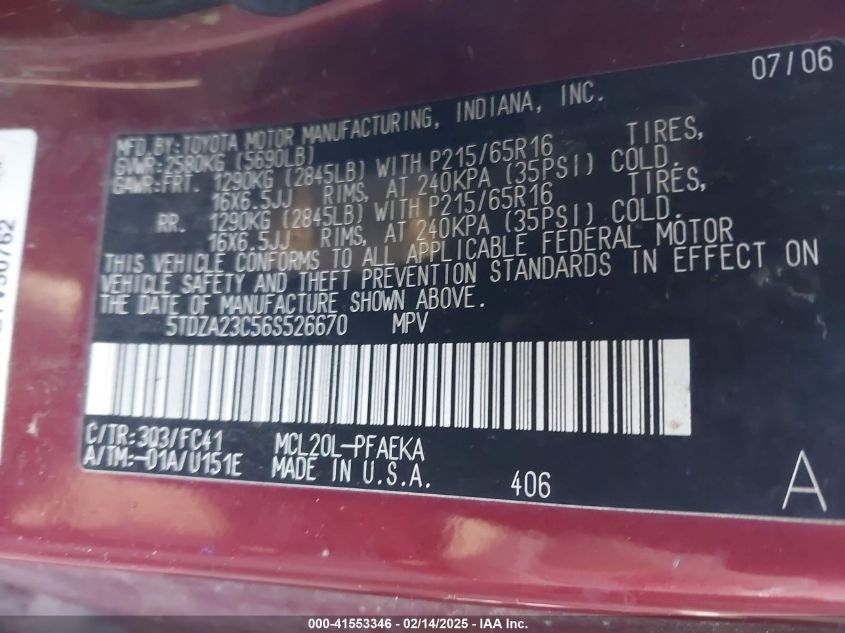 07/06
MFD. BY: TOYOTA MOTOR MANUFACTURING, INDIANA, INC.
GVWR: 2580KG (5690LB)
GAWR: FRT. 1290KG (2845LB) WITH P215/65R16 TIRES,
16X6.5JJ RIMS, AT 240KPA (35PSI) COLD.
RR. 1290KG (2845LB) WITH P215/65R16 TIRES,
16X6.5JJ RIMS, AT 240KPA (35PSI) COLD.
THIS VEHICLE CONFORMS TO ALL APPLICABLE FEDERAL MOTOR
VEHICLE SAFETY AND THEFT PREVENTION STANDARDS IN EFFECT ON
THE DATE OF MANUFACTURE SHOWN ABOVE.
5TDZA23C56S526670 MPV
C/TR: 3Q3/FC41 MCL20L-PFAEKA
A/TM: -01A/U151E MADE IN U.S.A. 406 A
000-41553346 - 02/14/2025 - IAA Inc.